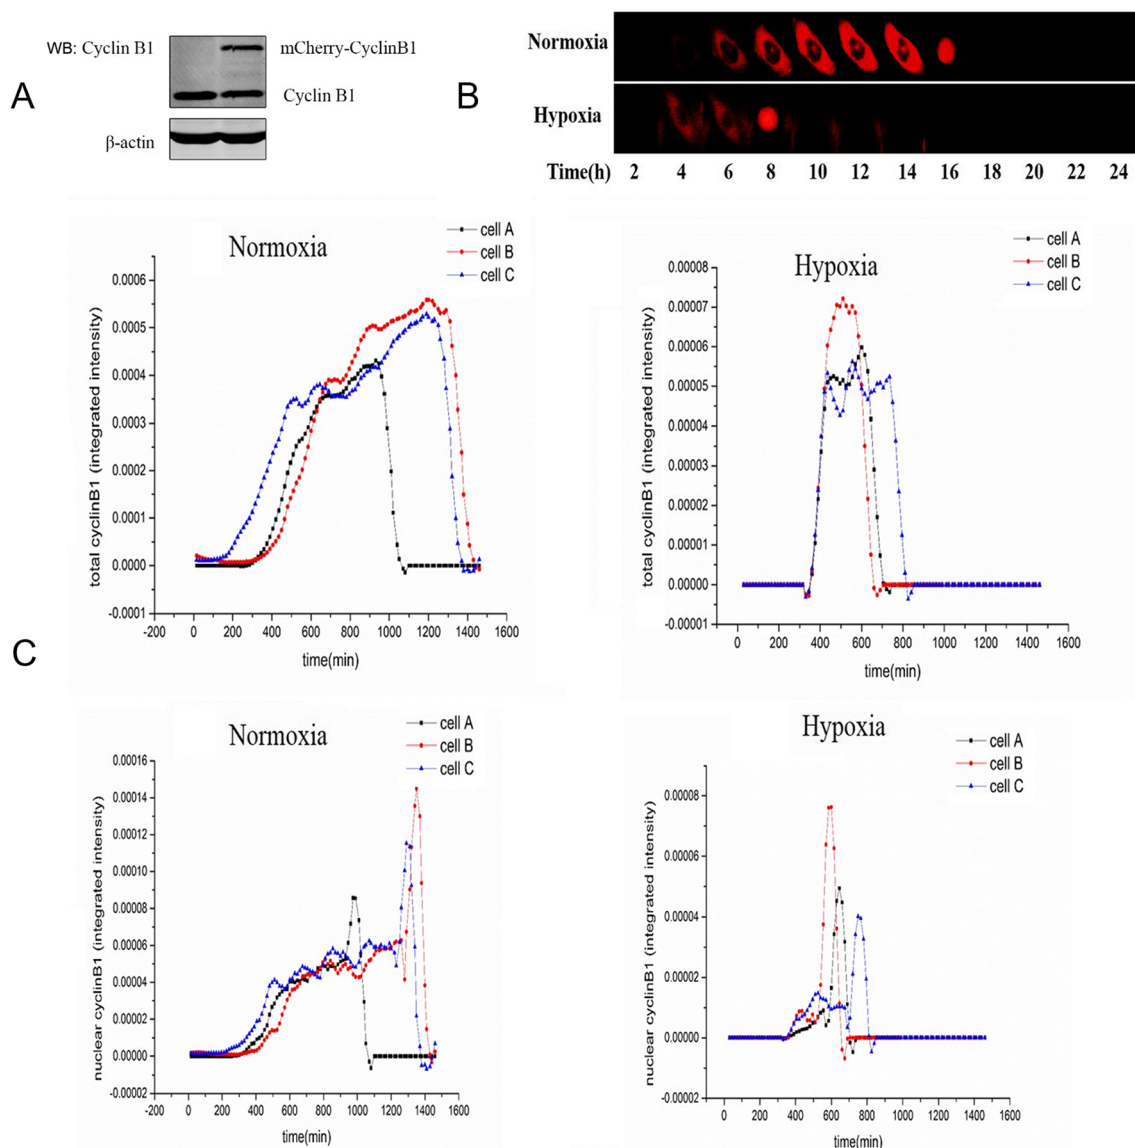 WB: Cyclin B1
mCherry-CyclinB1
A
Cyclin B1
β-actin
B
Normoxia
Hypoxia
Time(h) 2 4 6 8 10 12 14 16 18 20 22 24
C
Normoxia
cell A
cell B
cell C
total cyclinB1 (integrated intensity)
0.0006
0.0005
0.0004
0.0003
0.0002
0.0001
0.0000
-0.0001
-200 0 200 400 600 800 1000 1200 1400 1600
time(min)
Hypoxia
cell A
cell B
cell C
total cyclinB1 (integrated intensity)
0.00008
0.00007
0.00006
0.00005
0.00004
0.00003
0.00002
0.00001
0.00000
-0.00001
0 200 400 600 800 1000 1200 1400 1600
time(min)
Normoxia
cell A
cell B
cell C
nuclear cyclinB1 (integrated intensity)
0.00016
0.00014
0.00012
0.00010
0.00008
0.00006
0.00004
0.00002
0.00000
-0.00002
-200 0 200 400 600 800 1000 1200 1400 1600
time(min)
Hypoxia
cell A
cell B
cell C
nuclear cyclinB1 (integrated intensity)
0.00008
0.00006
0.00004
0.00002
0.00000
-0.00002
0 200 400 600 800 1000 1200 1400 1600
time(min)